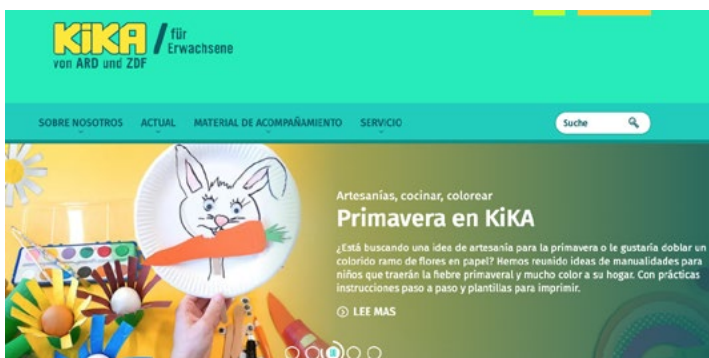 KiKA
für
Erwachsene
von ARD und ZDF
SOBRE NOSOTROS ACTUAL MATERIAL DE ACOMPAÑAMIENTO SERVICIO
Suche
Artesanías, cocinar, colorear
Primavera en KiKA
¿Está buscando una idea de artesanía para la primavera o le gustaría doblar un
colorido ramo de flores en papel? Hemos reunido ideas de manualidades para
niños que traerán la fiebre primaveral y mucho color a su hogar. Con prácticas
instrucciones paso a paso y plantillas para imprimir.
LEE MAS